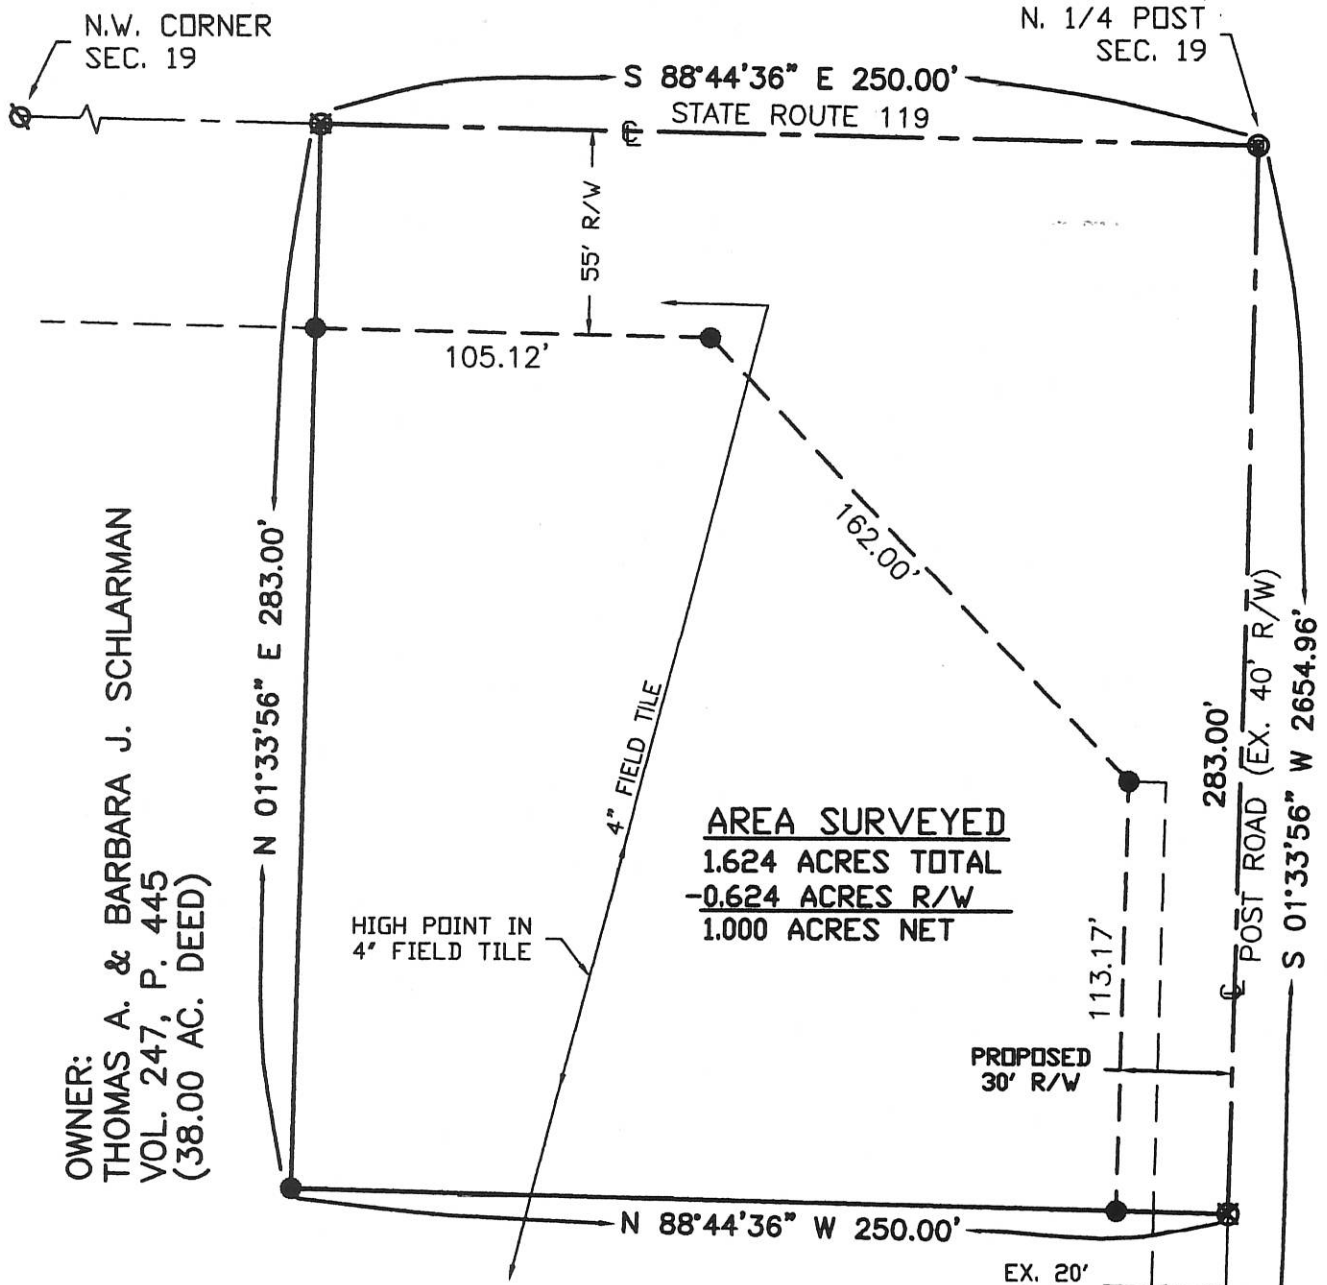 N.W. CORNER
SEC. 19
N. 1/4 POST
SEC. 19
S 88°44'36" E 250.00'
STATE ROUTE 119
℄
55' R/W
105.12'
162.00'
N 01°33'56" E 283.00'
OWNER:
THOMAS A. & BARBARA J. SCHLARMAN
VOL. 247, P. 445
(38.00 AC. DEED)
4" FIELD TILE
HIGH POINT IN
4" FIELD TILE
AREA SURVEYED
1.624 ACRES TOTAL
-0.624 ACRES R/W
1.000 ACRES NET
113.17'
283.00'
℄ POST ROAD (EX. 40' R/W)
S 01°33'56" W 2654.96'
PROPOSED
30' R/W
N 88°44'36" W 250.00'
EX. 20'